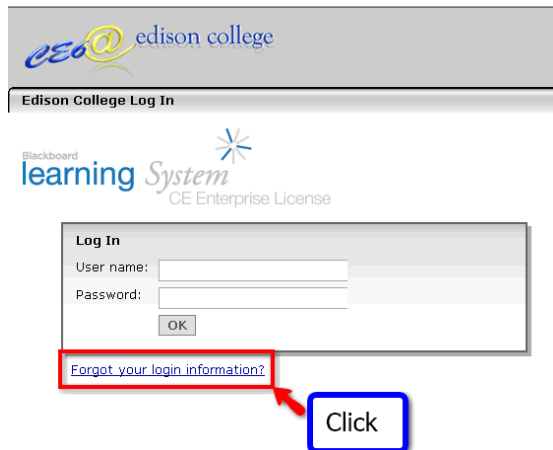 CE6@ edison college
Edison College Log In
Blackboard
learning System
CE Enterprise License
Log In
User name:
Password:
OK
Forgot your login information?
Click